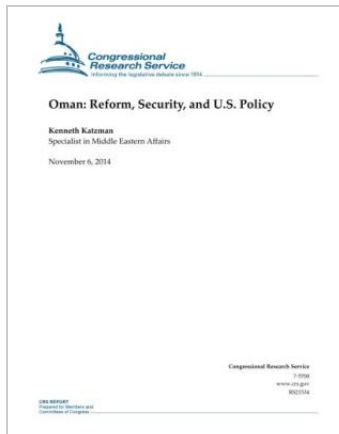 Congressional
Research Service
Informing the legislative debate since 1914
Oman: Reform, Security, and U.S. Policy
Kenneth Katzman
Specialist in Middle Eastern Affairs
November 6, 2014
Congressional Research Service
7-5700
www.crs.gov
RS21534
CRS REPORT
Prepared for Members and
Committees of Congress